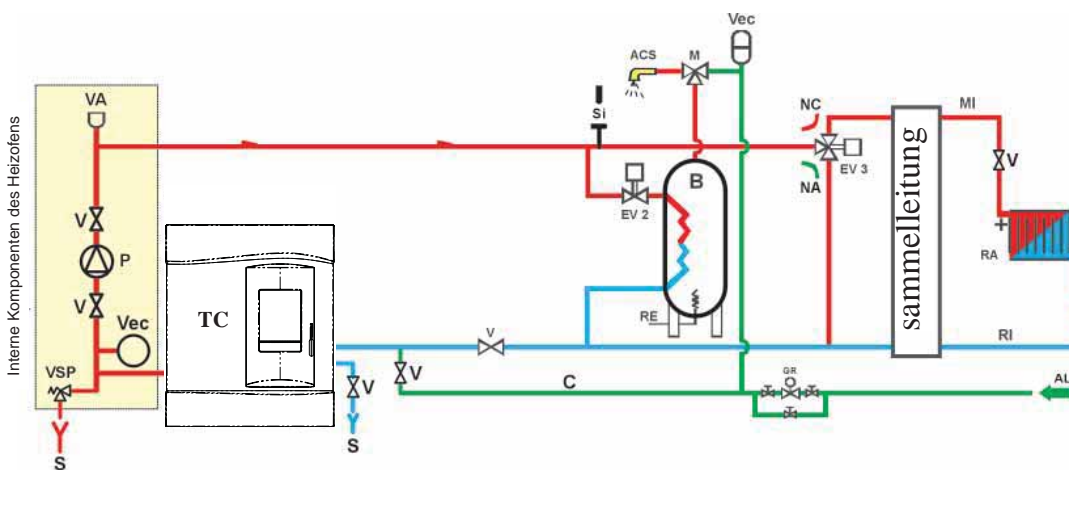 Interne Komponenten des Heizofens
VA
V
P
V
Vec
VSP
S
TC
V
S
V
C
V
Si
EV 2
ACS
M
Vec
B
RE
GR
NC
NA
EV 3
sammelleitung
MI
V
+
RA
RI
AL